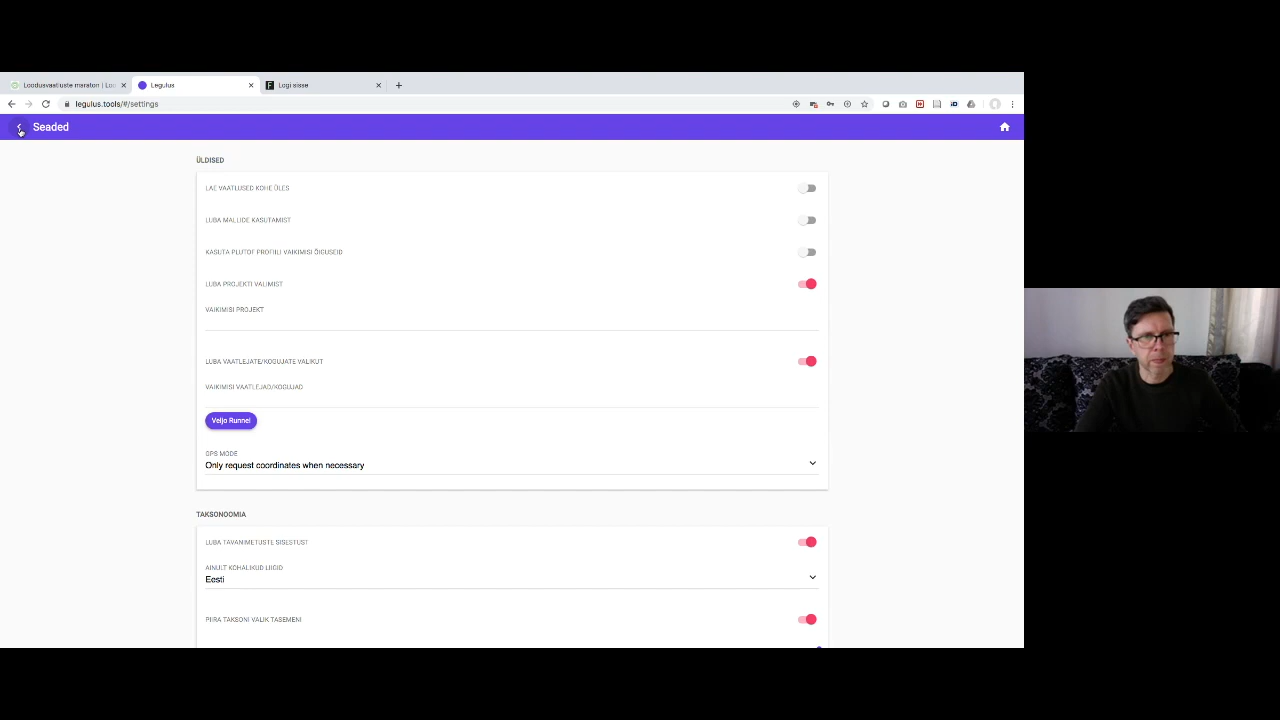 Loodusvaatluste maraton | Loo
Legulus
Logi sisse
legulus.tools/#/settings
Seaded
ÜLDISED
LAE VAATLUSED KOHE ÜLES
LUBA MALLIDE KASUTAMIST
KASUTA PLUTOF PROFIILI VAIKIMISI ÕIGUSEID
LUBA PROJEKTI VALIMIST
VAIKIMISI PROJEKT
LUBA VAATLEJATE/KOGUJATE VALIKUT
VAIKIMISI VAATLEJAD/KOGUJAD
Veljo Runnel
GPS MODE
Only request coordinates when necessary
TAKSONOOMIA
LUBA TAVANIMETUSTE SISESTUST
AINULT KOHALIKUD LIIGID
Eesti
PIIRA TAKSONI VALIK TASEMENI